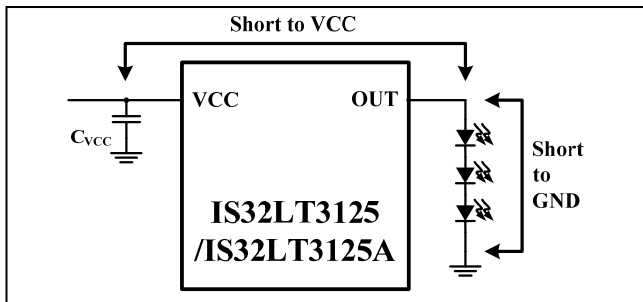 Short to VCC
VCC
OUT
CVCC
Short
to
GND
IS32LT3125
/IS32LT3125A